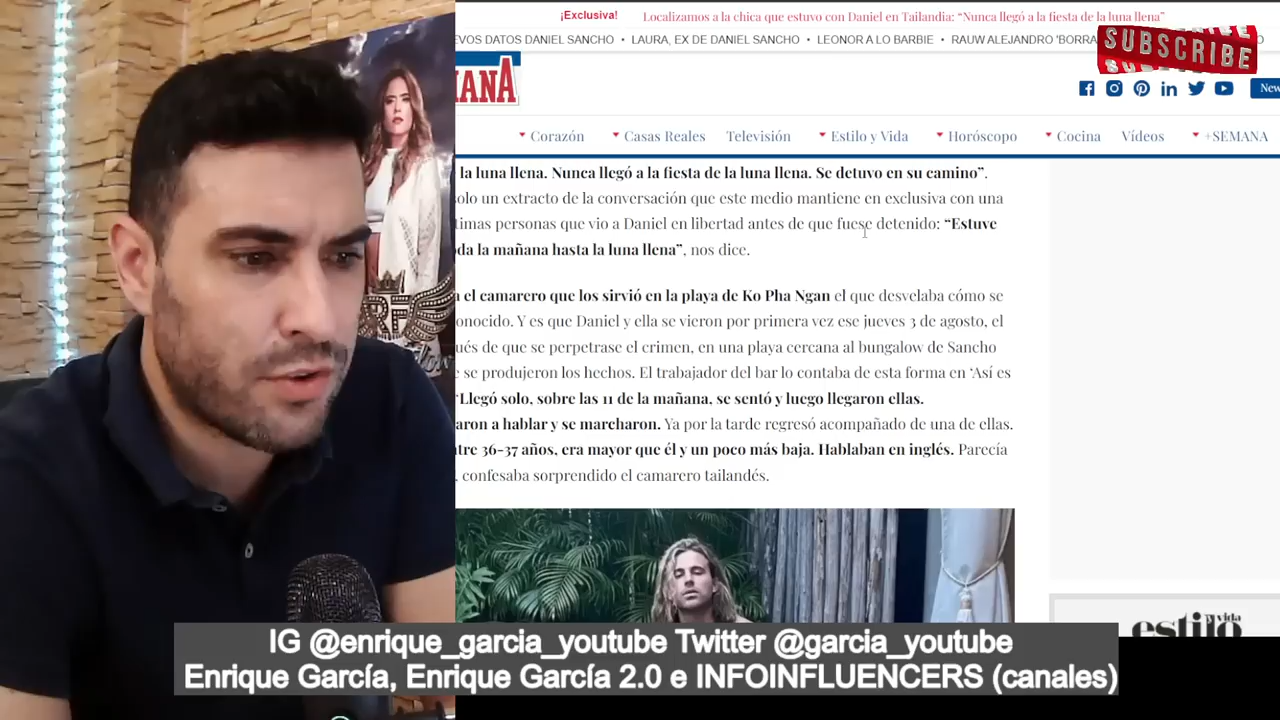 ¡Exclusiva! Localizamos a la chica que estuvo con Daniel en Tailandia: “Nunca llegó a la fiesta de la luna llena”
EVOS DATOS DANIEL SANCHO • LAURA, EX DE DANIEL SANCHO • LEONOR A LO BARBIE • RAUW ALEJANDRO 'BORRA
SUBSCRIBE
ANA
New
Corazón Casas Reales Televisión Estilo y Vida Horóscopo Cocina Vídeos +SEMANA
la luna llena. Nunca llegó a la fiesta de la luna llena. Se detuvo en su camino”.
solo un extracto de la conversación que este medio mantiene en exclusiva con una
timas personas que vio a Daniel en libertad antes de que fuese detenido: “Estuve
oda la mañana hasta la luna llena”, nos dice.
a el camarero que los sirvió en la playa de Ko Pha Ngan el que desvelaba cómo se
onocido. Y es que Daniel y ella se vieron por primera vez ese jueves 3 de agosto, el
ués de que se perpetrase el crimen, en una playa cercana al bungalow de Sancho
e se produjeron los hechos. El trabajador del bar lo contaba de esta forma en ‘Así es
‘Llegó solo, sobre las 11 de la mañana, se sentó y luego llegaron ellas.
aron a hablar y se marcharon. Ya por la tarde regresó acompañado de una de ellas.
ntre 36-37 años, era mayor que él y un poco más baja. Hablaban en inglés. Parecía
, confesaba sorprendido el camarero tailandés.
RF
estilo y vida
IG @enrique_garcia_youtube Twitter @garcia_youtube
Enrique García, Enrique García 2.0 e INFOINFLUENCERS (canales)